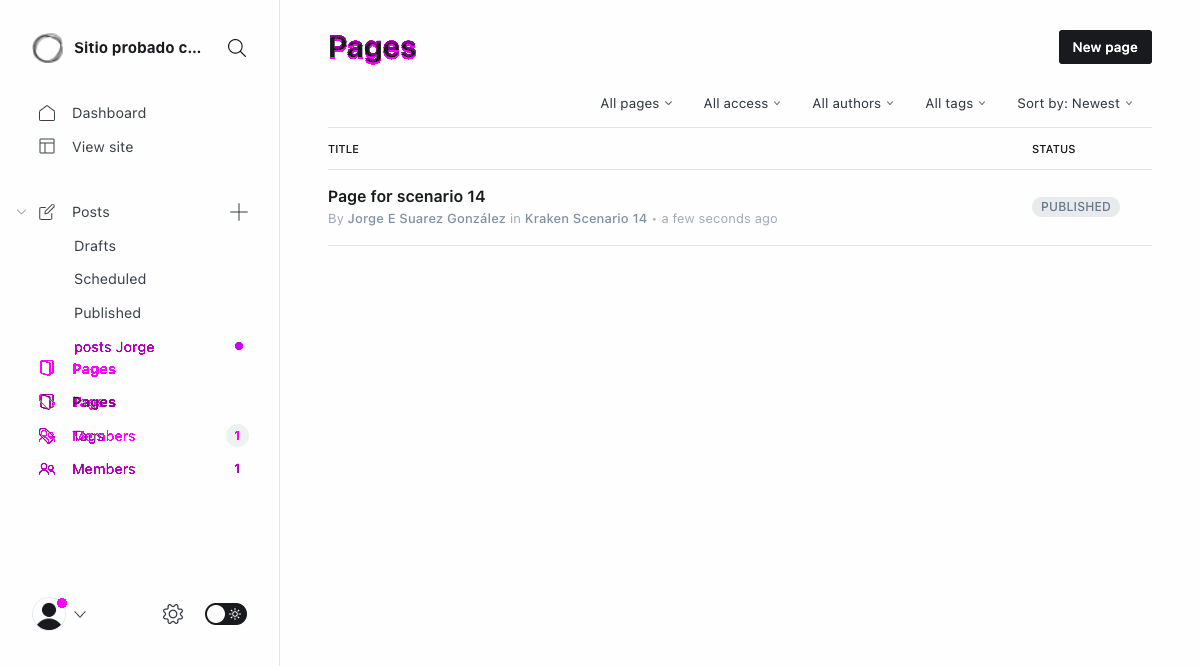 Sitio probado c...
Dashboard
View site
Posts
Drafts
Scheduled
Published
posts Jorge
Pages
Pages
Tags
Members 1
Members 1
Pages
New page
All pages
All access
All authors
All tags
Sort by: Newest
TITLE
STATUS
Page for scenario 14
By Jorge E Suarez González in Kraken Scenario 14 • a few seconds ago
PUBLISHED